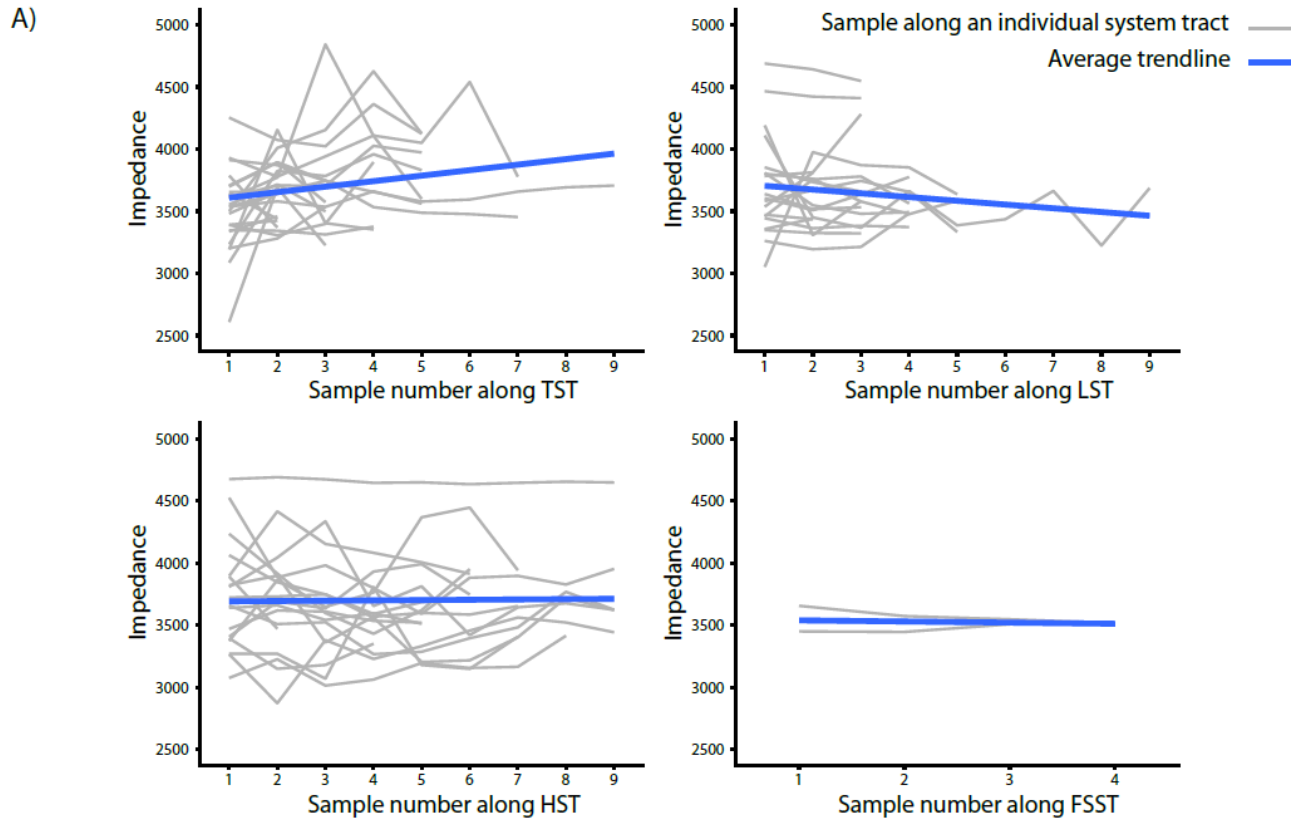 A)
Sample along an individual system tract
Average trendline
Impedance
5000
4500
4000
3500
3000
2500
1 2 3 4 5 6 7 8 9
Sample number along TST
Impedance
5000
4500
4000
3500
3000
2500
1 2 3 4 5 6 7 8 9
Sample number along LST
Impedance
5000
4500
4000
3500
3000
2500
1 2 3 4 5 6 7 8 9
Sample number along HST
Impedance
5000
4500
4000
3500
3000
2500
1 2 3 4
Sample number along FSST